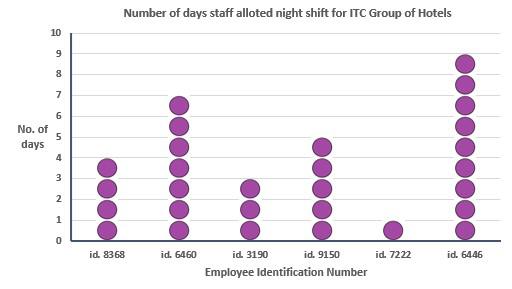 Number of days staff alloted night shift for ITC Group of Hotels
10
9
8
7
6
5
4
3
2
1
0
No. of
days
id. 8368 id. 6460 id. 3190 id. 9150 id. 7222 id. 6446
Employee Identification Number